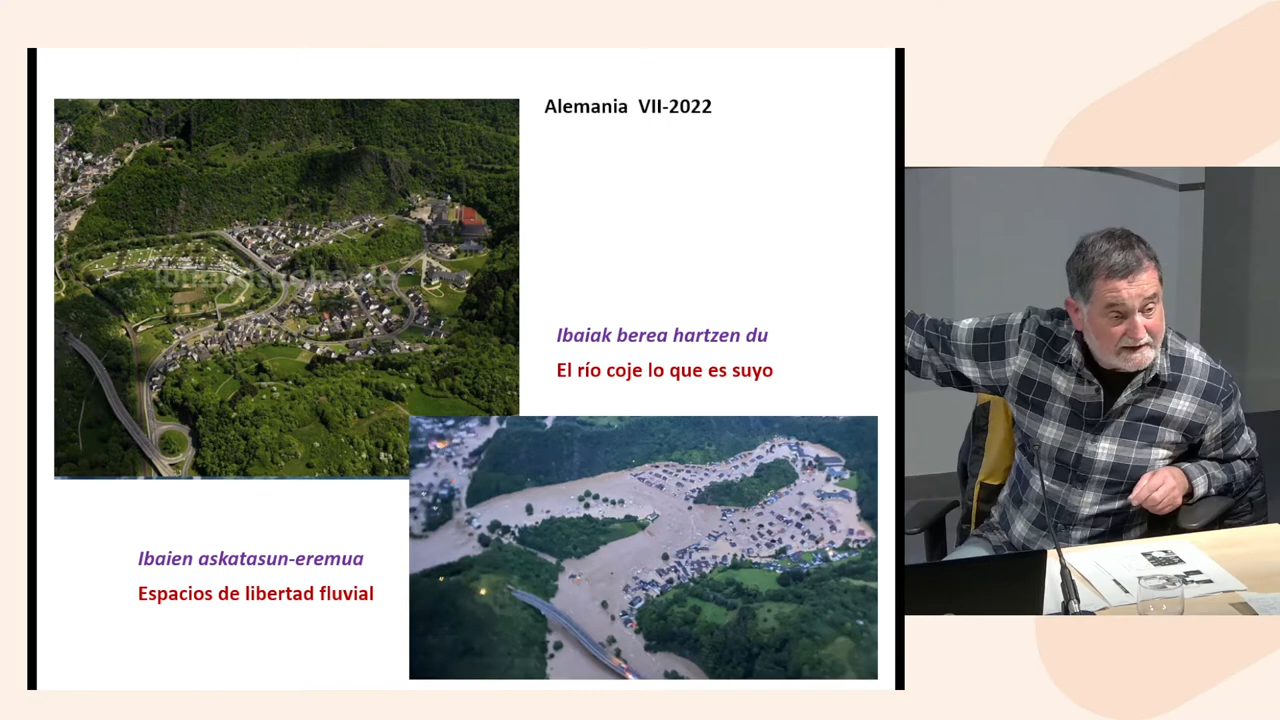 Alemania VII-2022
Ibaiak berea hartzen du
El río coje lo que es suyo
Ibaien askatasun-eremua
Espacios de libertad fluvial